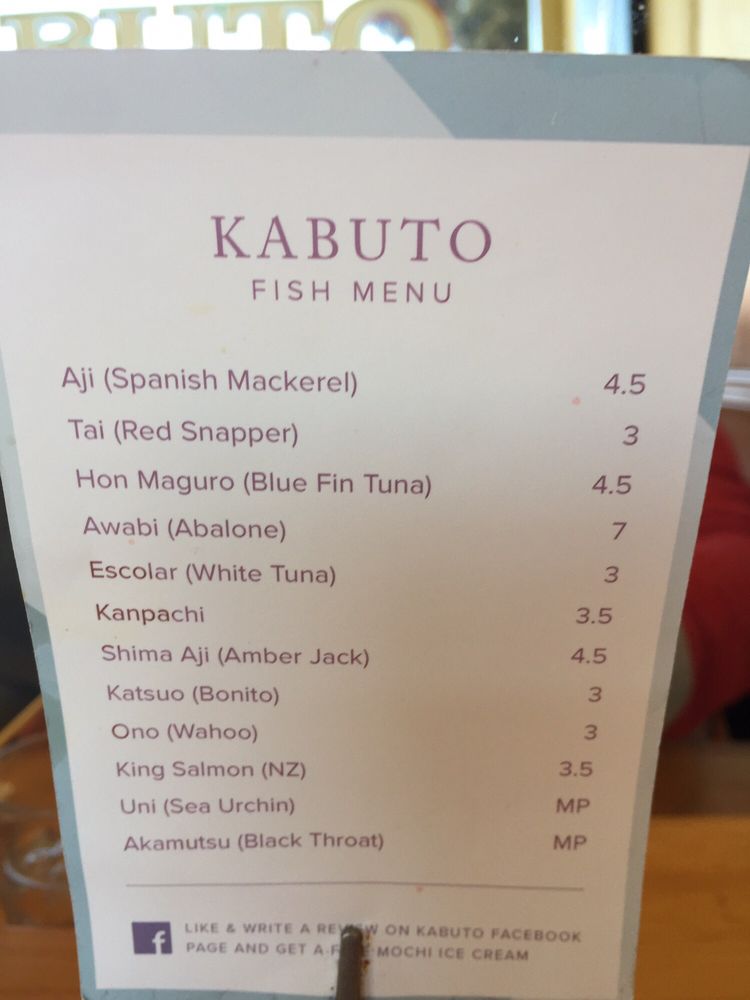 BUTO
KABUTO
FISH MENU
Aji (Spanish Mackerel) 4.5
Tai (Red Snapper) 3
Hon Maguro (Blue Fin Tuna) 4.5
Awabi (Abalone) 7
Escolar (White Tuna) 3
Kanpachi 3.5
Shima Aji (Amber Jack) 4.5
Katsuo (Bonito) 3
Ono (Wahoo) 3
King Salmon (NZ) 3.5
Uni (Sea Urchin) MP
Akamutsu (Black Throat) MP
f LIKE & WRITE A REVIEW ON KABUTO FACEBOOK
PAGE AND GET A FREE MOCHI ICE CREAM